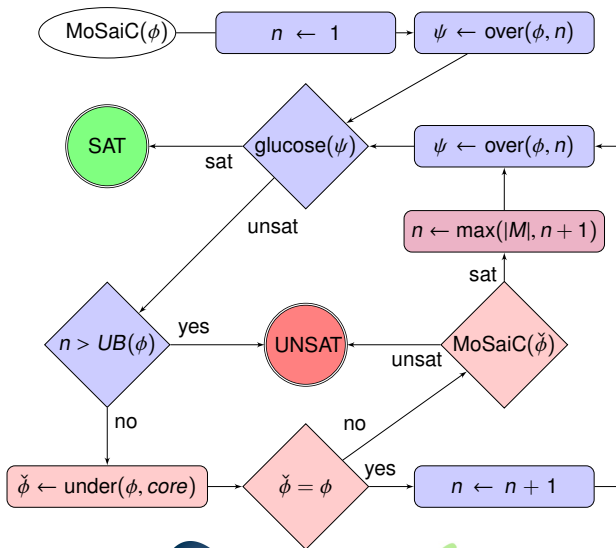 MoSaiC(ϕ)
n ← 1
ψ ← over(ϕ, n)
SAT
sat
glucose(ψ)
ψ ← over(ϕ, n)
unsat
n ← max(|M|, n + 1)
sat
n > UB(ϕ)
yes
UNSAT
unsat
MoSaiC(ϕ̌)
no
no
ϕ̌ ← under(ϕ, core)
ϕ̌ = ϕ
yes
n ← n + 1